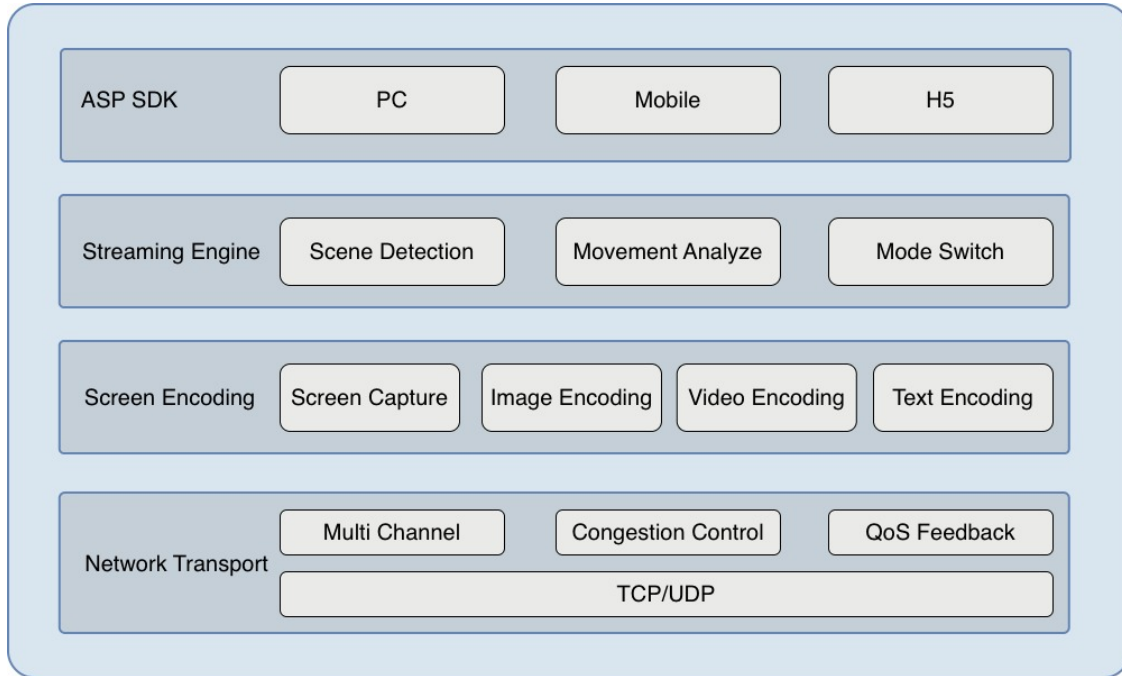 ASP SDK
PC
Mobile
H5
Streaming Engine
Scene Detection
Movement Analyze
Mode Switch
Screen Encoding
Screen Capture
Image Encoding
Video Encoding
Text Encoding
Network Transport
Multi Channel
Congestion Control
QoS Feedback
TCP/UDP